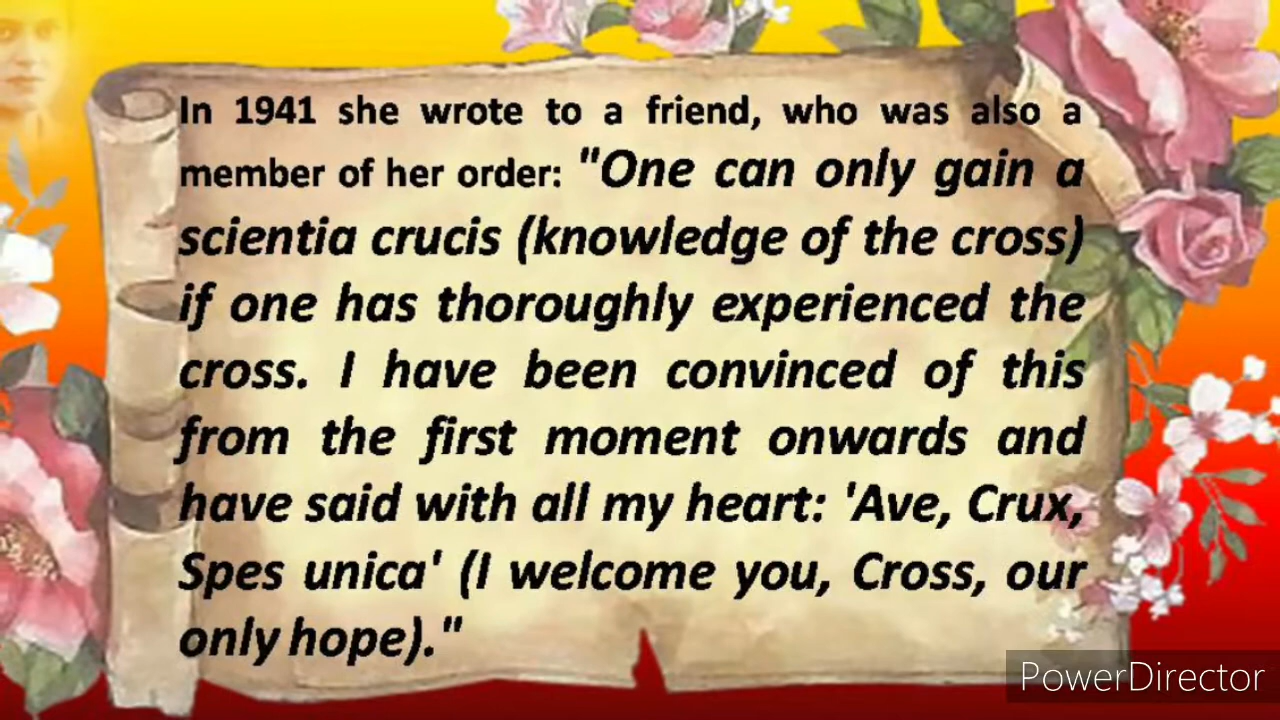 In 1941 she wrote to a friend, who was also a
member of her order: "One can only gain a
scientia crucis (knowledge of the cross)
if one has thoroughly experienced the
cross. I have been convinced of this
from the first moment onwards and
have said with all my heart: 'Ave, Crux,
Spes unica' (I welcome you, Cross, our
only hope)."
PowerDirector